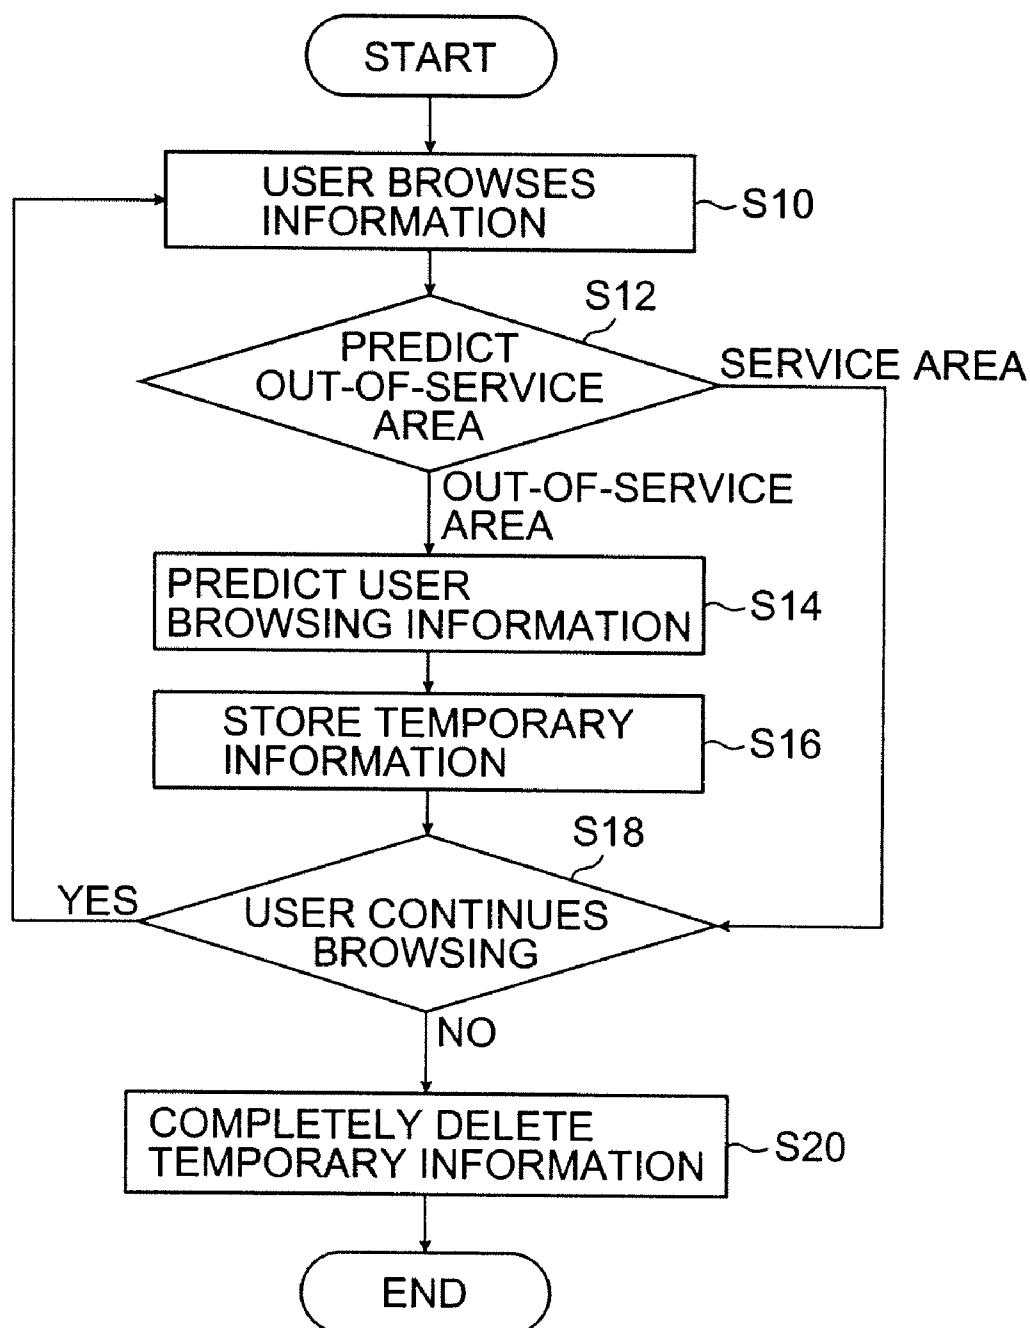 START
USER BROWSES
INFORMATION
S10
S12
PREDICT
OUT-OF-SERVICE
AREA
SERVICE AREA
OUT-OF-SERVICE
AREA
PREDICT USER
BROWSING INFORMATION
S14
STORE TEMPORARY
INFORMATION
S16
S18
YES
USER CONTINUES
BROWSING
NO
COMPLETELY DELETE
TEMPORARY INFORMATION
S20
END